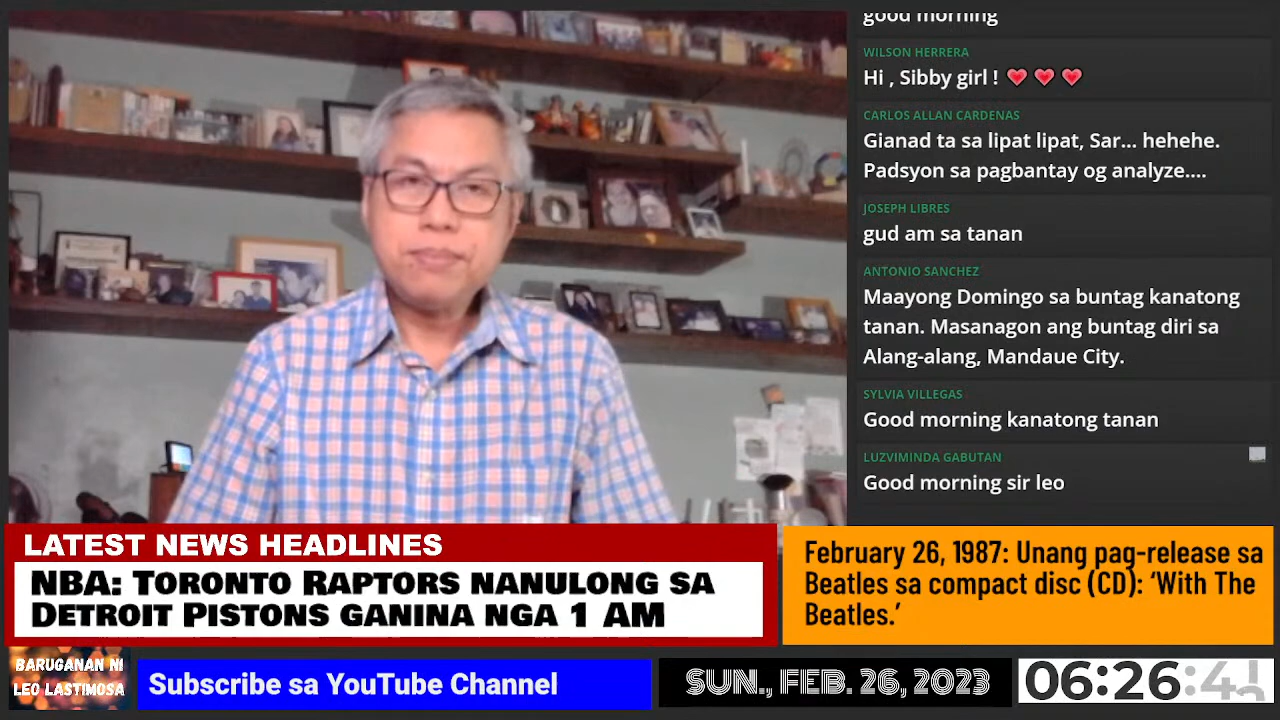 good morning
WILSON HERRERA
Hi , Sibby girl ! ❤️ ❤️ ❤️
CARLOS ALLAN CARDENAS
Gianad ta sa lipat lipat, Sar... hehehe.
Padsyon sa pagbantay og analyze....
JOSEPH LIBRES
gud am sa tanan
ANTONIO SANCHEZ
Maayong Domingo sa buntag kanatong
tanan. Masanagon ang buntag diri sa
Alang-alang, Mandaue City.
SYLVIA VILLEGAS
Good morning kanatong tanan
LUZVIMINDA GABUTAN
Good morning sir leo
LATEST NEWS HEADLINES
NBA: TORONTO RAPTORS NANULONG SA
DETROIT PISTONS GANINA NGA 1 AM
February 26, 1987: Unang pag-release sa
Beatles sa compact disc (CD): ‘With The
Beatles.’
BARUGANAN NI
LEO LASTIMOSA
Subscribe sa YouTube Channel
SUN., FEB. 26, 2023
06:26:4